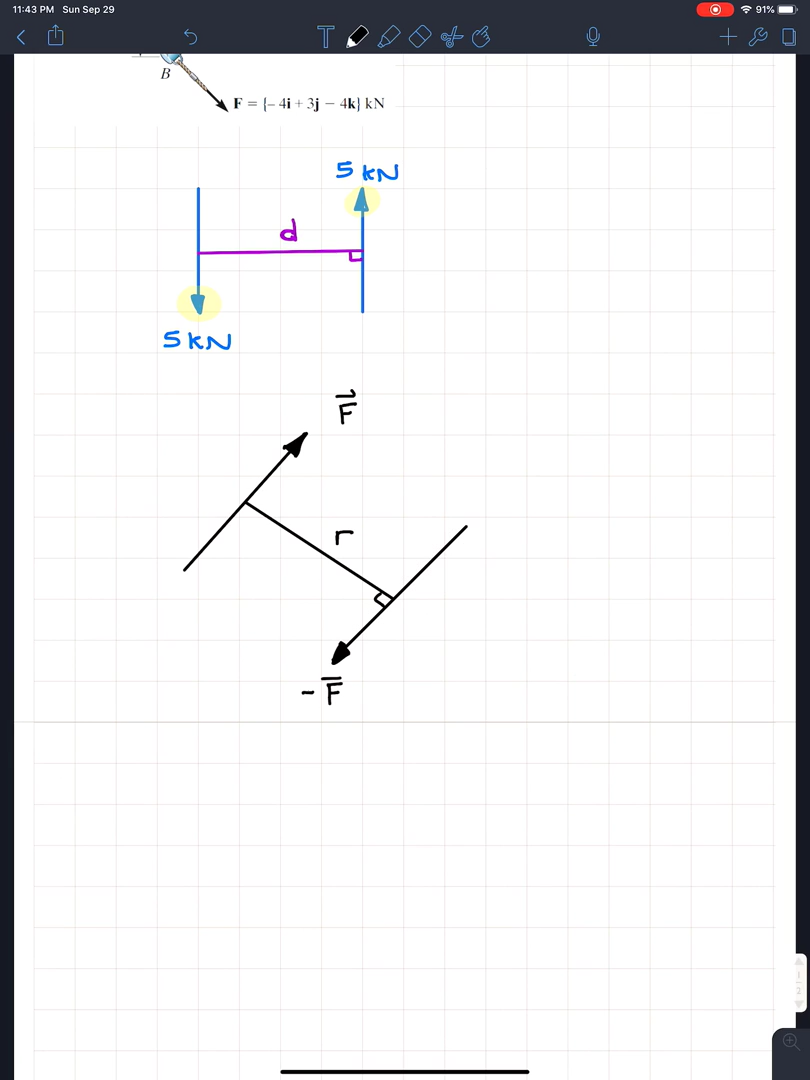 11:43 PM Sun Sep 29
91%
T
B
F = {– 4i + 3j – 4k} kN
5 kN
d
5 kN
F⃗
r
- F̅